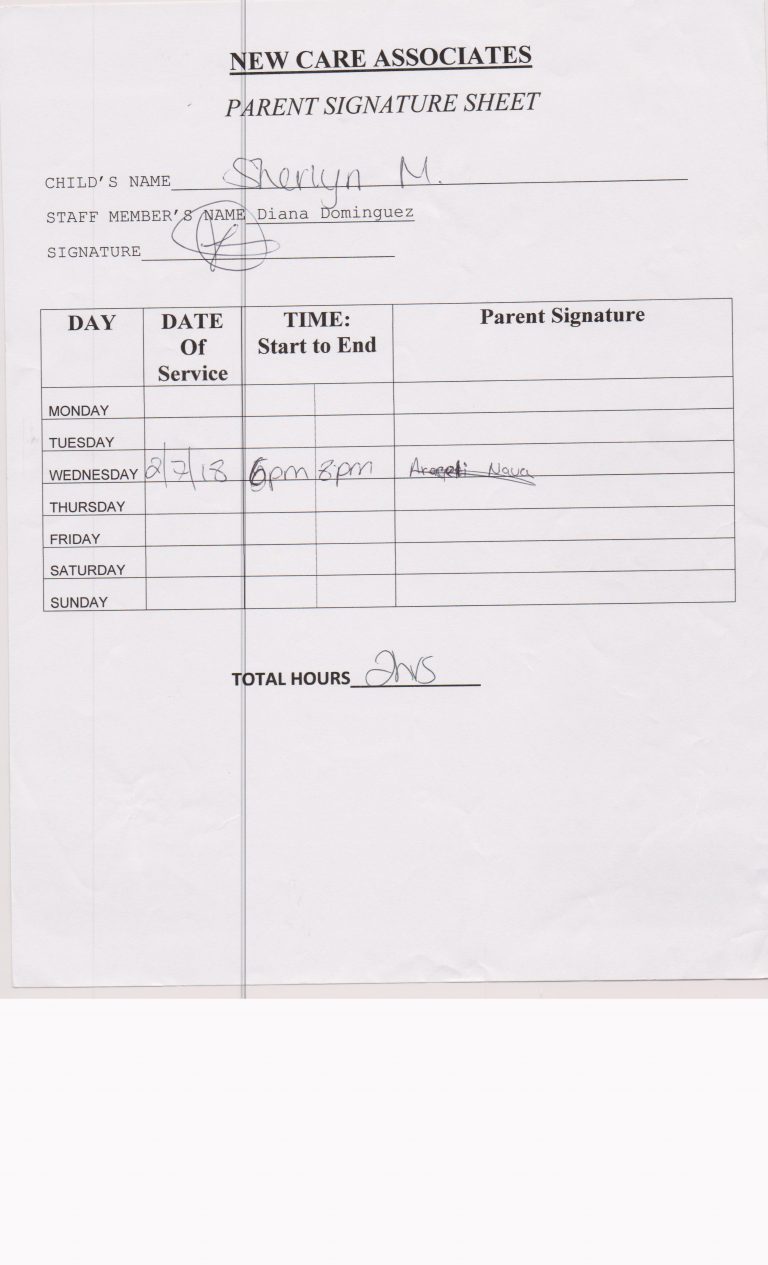 NEW CARE ASSOCIATES
PARENT SIGNATURE SHEET
CHILD'S NAME Sherlyn M.
STAFF MEMBER'S NAME Diana Dominguez
SIGNATURE
DAY DATE Of Service TIME: Start to End Parent Signature
MONDAY
TUESDAY
WEDNESDAY 2/7/18 6pm 8pm Araceli Nava
THURSDAY
FRIDAY
SATURDAY
SUNDAY
TOTAL HOURS 2hrs